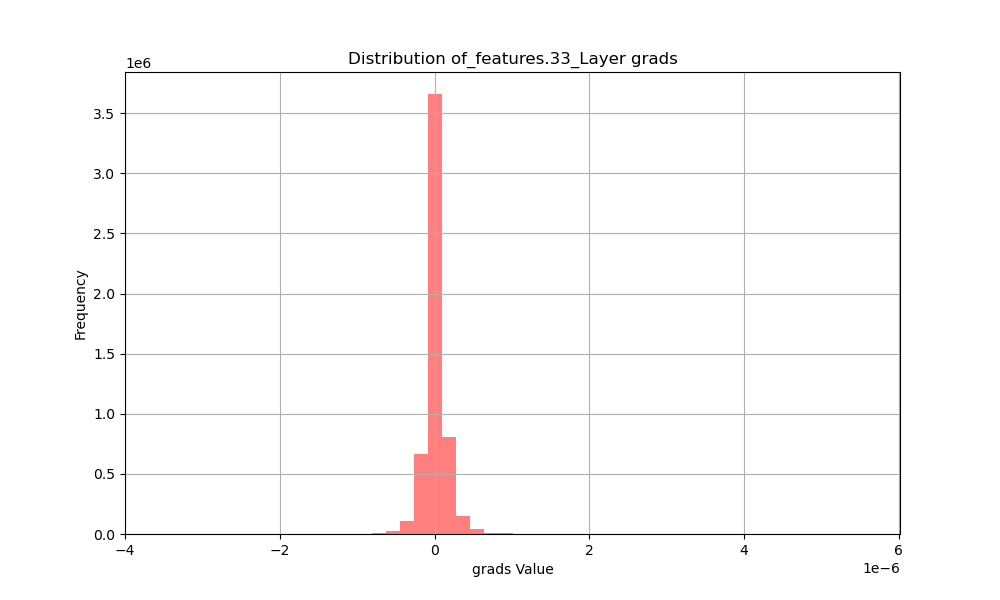 Distribution of_features.33_Layer grads
1e6
3.5
3.0
2.5
2.0
1.5
1.0
0.5
0.0
Frequency
−4 −2 0 2 4 6
1e−6
grads Value